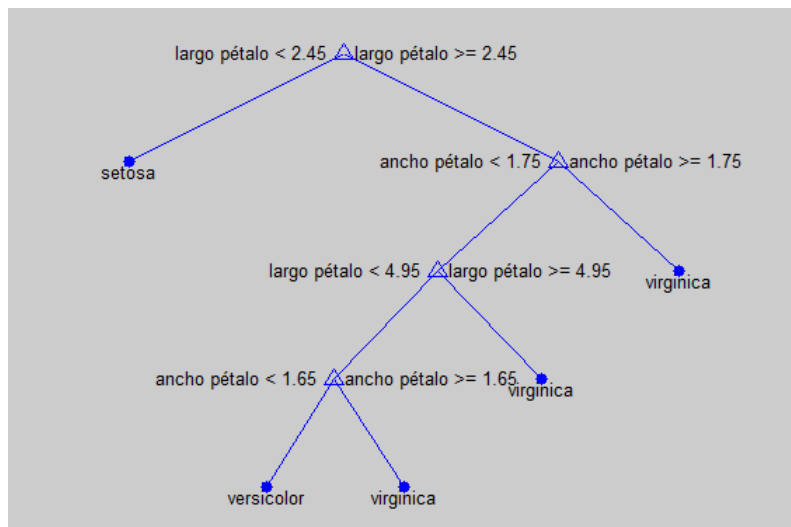 largo pétalo < 2.45 largo pétalo >= 2.45
setosa
ancho pétalo < 1.75 ancho pétalo >= 1.75
largo pétalo < 4.95 largo pétalo >= 4.95
virginica
ancho pétalo < 1.65 ancho pétalo >= 1.65
virginica
versicolor
virginica